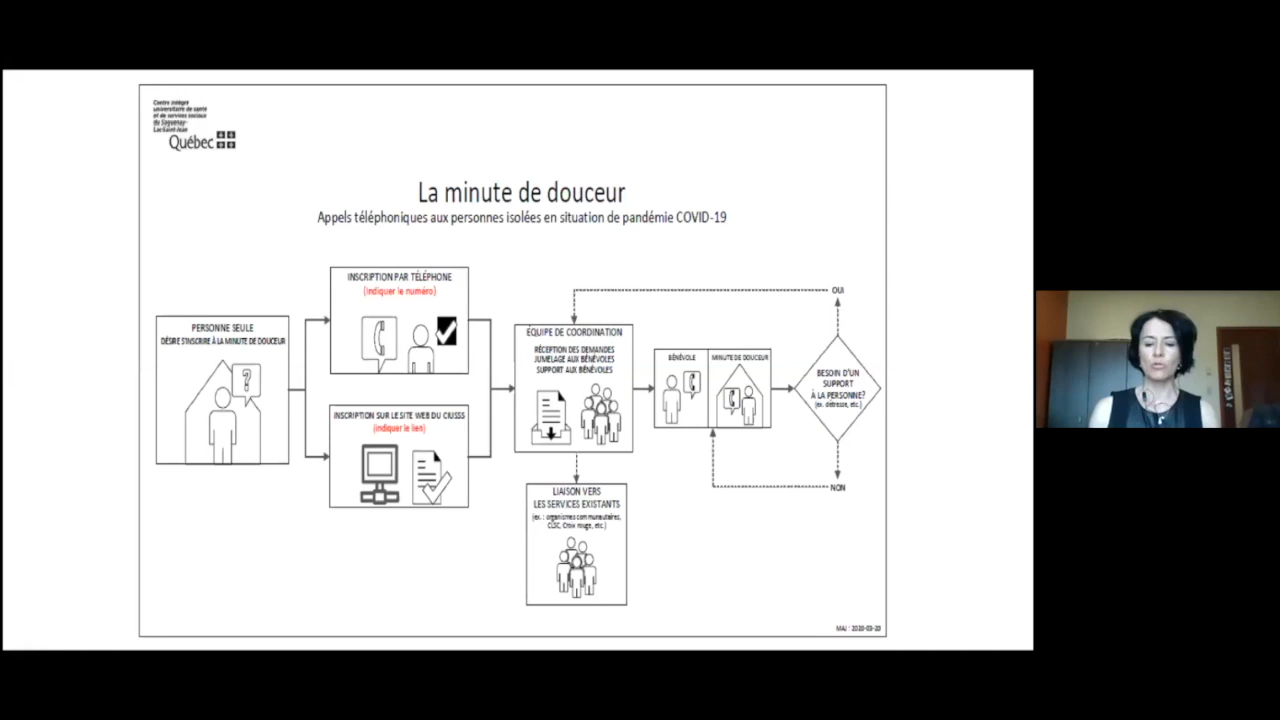 Centre intégré
universitaire de santé
et de services sociaux
du Saguenay-
Lac-Saint-Jean
Québec
La minute de douceur
Appels téléphoniques aux personnes isolées en situation de pandémie COVID-19
PERSONNE SEULE
DÉSIRE S'INSCRIRE À LA MINUTE DE DOUCEUR
?
INSCRIPTION PAR TÉLÉPHONE
(Indiquer le numéro)
INSCRIPTION SUR LE SITE WEB DU CIUSSS
(indiquer le lien)
ÉQUIPE DE COORDINATION
RÉCEPTION DES DEMANDES
JUMELAGE AUX BÉNÉVOLES
SUPPORT AUX BÉNÉVOLES
LIAISON VERS
LES SERVICES EXISTANTS
(ex. : organismes communautaires,
CLSC, Croix rouge, etc.)
BÉNÉVOLE
MINUTE DE DOUCEUR
OUI
BESOIN D'UN
SUPPORT
À LA PERSONNE?
(ex. détresse, etc.)
NON
MAJ : 2020-03-20